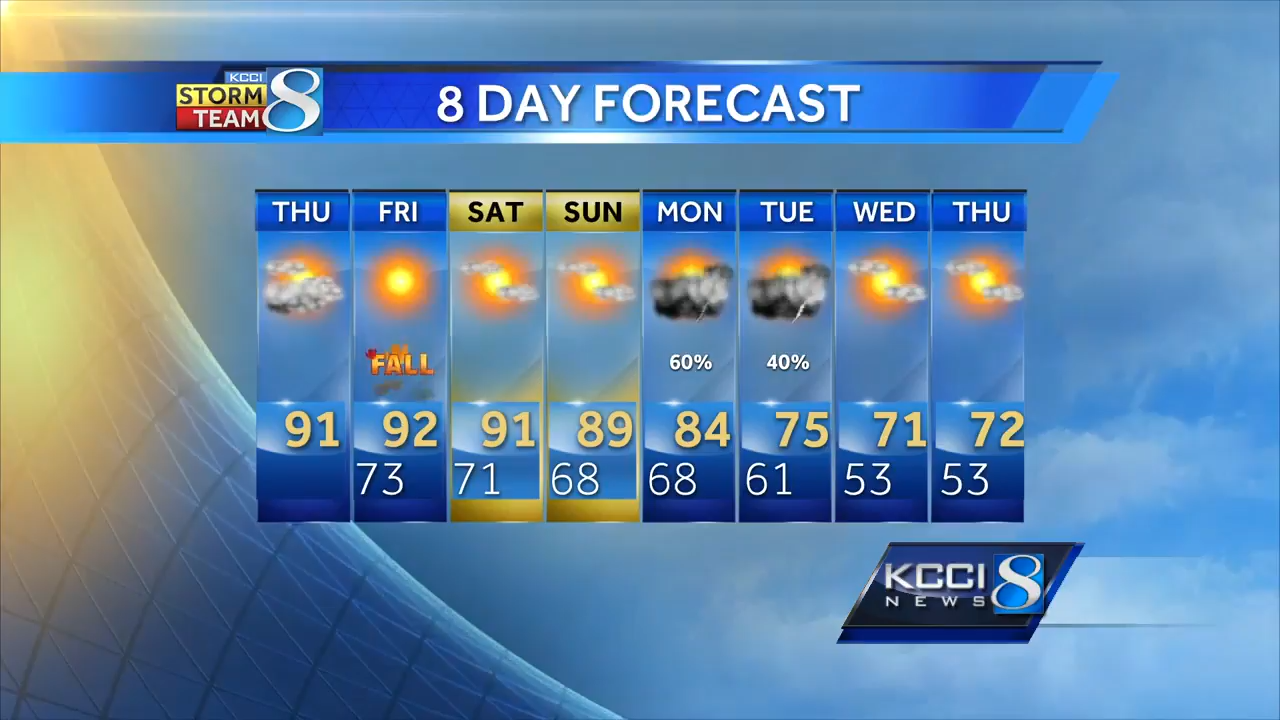 KCCI
STORM
TEAM 8
8 DAY FORECAST
THU FRI SAT SUN MON TUE WED THU
FALL 60% 40%
91 92 91 89 84 75 71 72
73 71 68 68 61 53 53
KCCI 8
NEWS